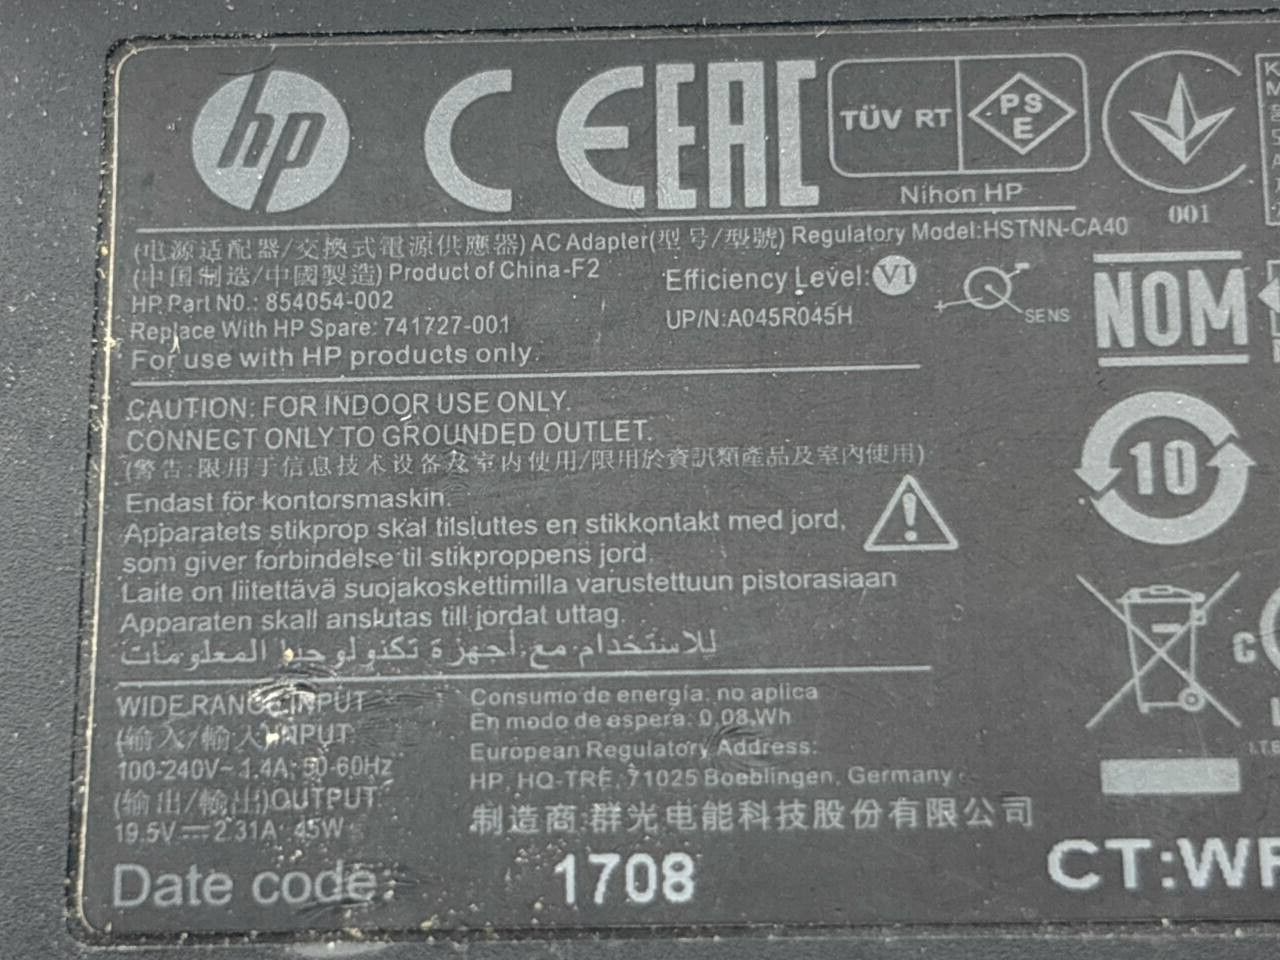 hp CE EAC TÜV RT PSE
Nihon HP
001
(电源适配器/交換式電源供應器) AC Adapter(型号/型號) Regulatory Model:HSTNN-CA40
(中国制造/中國製造) Product of China-F2
Efficiency Level: VI
HP Part NO.: 854054-002
SENS
NOM
Replace With HP Spare: 741727-001
UP/N:A045R045H
For use with HP products only.
CAUTION: FOR INDOOR USE ONLY.
CONNECT ONLY TO GROUNDED OUTLET.
(警告:限用于信息技术设备及室内使用/限用於資訊類產品及室內使用)
10
Endast för kontorsmaskin.
Apparatets stikprop skal tilsluttes en stikkontakt med jord,
som giver forbindelse til stikproppens jord.
Laite on liitettävä suojakoskettimilla varustettuun pistorasiaan
Apparaten skall anslutas till jordat uttag.
للاستخدام مع أجهزة تكنولوجيا المعلومات
WIDE RANGE INPUT
(输入/輸入)INPUT:
100-240V~ 1.4A; 50-60Hz
(输出/輸出)OUTPUT:
19.5V⎓2.31A; 45W
Consumo de energía: no aplica
En modo de espera: 0,08 Wh
European Regulatory Address:
HP, HQ-TRE, 71025 Boeblingen, Germany
制造商:群光电能科技股份有限公司
Date code: 1708
CT:WF